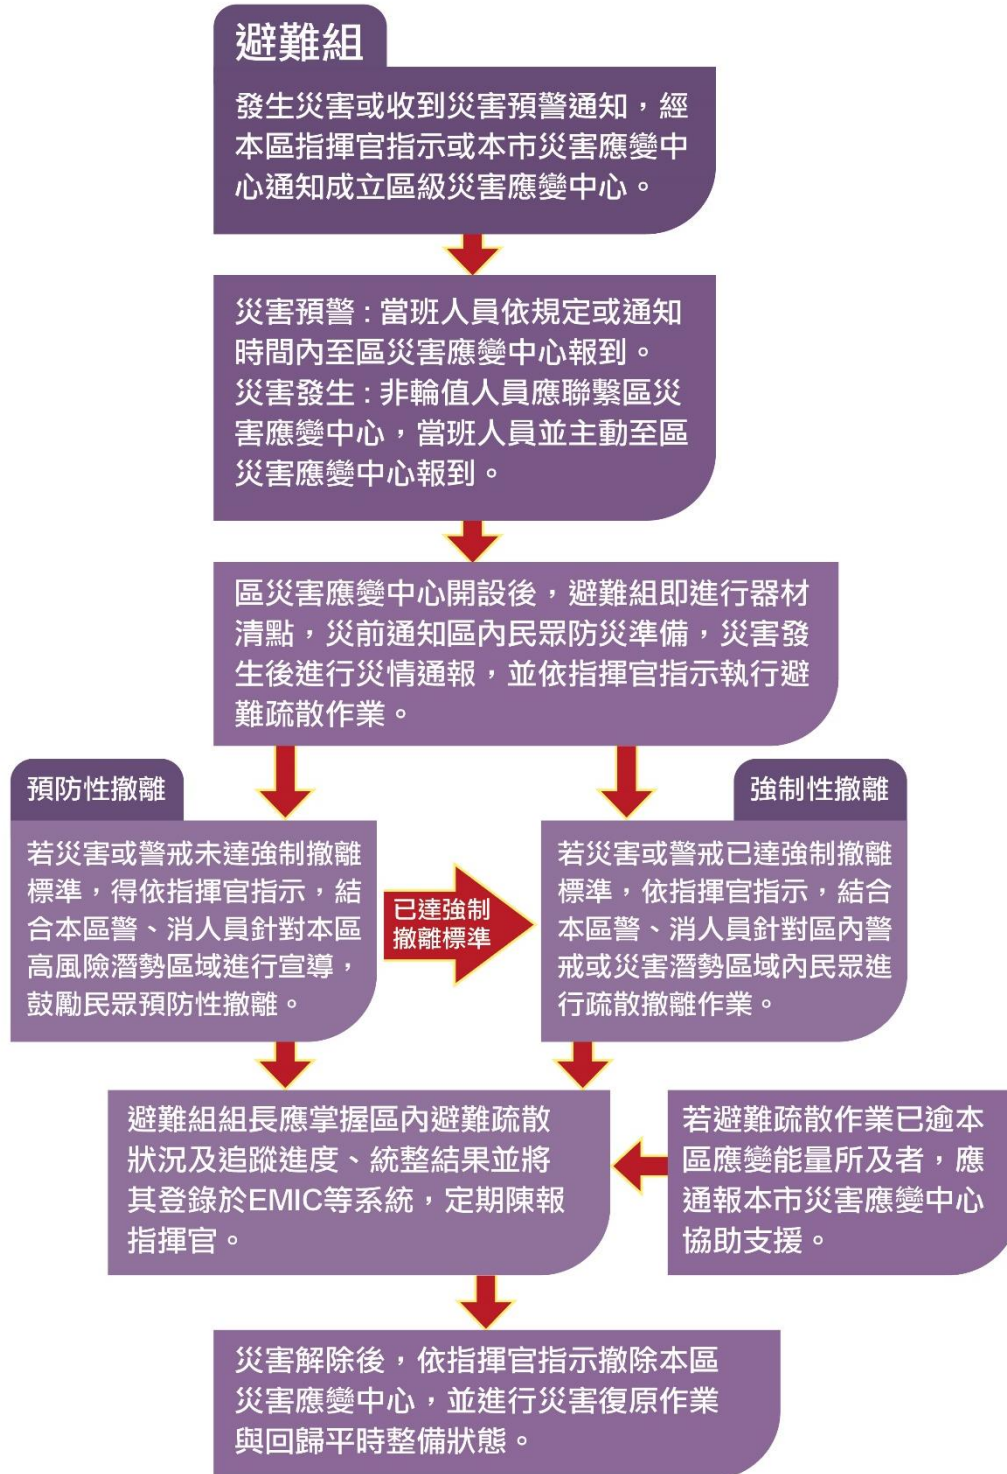 避難組
發生災害或收到災害預警通知，經
本區指揮官指示或本市災害應變中
心通知成立區級災害應變中心。
災害預警：當班人員依規定或通知
時間內至區災害應變中心報到。
災害發生：非輪值人員應聯繫區災
害應變中心，當班人員並主動至區
災害應變中心報到。
區災害應變中心開設後，避難組即進行器材
清點，災前通知區內民眾防災準備，災害發
生後進行災情通報，並依指揮官指示執行避
難疏散作業。
預防性撤離
若災害或警戒未達強制撤離
標準，得依指揮官指示，結
合本區警、消人員針對本區
高風險潛勢區域進行宣導，
鼓勵民眾預防性撤離。
已達強制
撤離標準
強制性撤離
若災害或警戒已達強制撤離
標準，依指揮官指示，結合
本區警、消人員針對區內警
戒或災害潛勢區域內民眾進
行疏散撤離作業。
避難組組長應掌握區內避難疏散
狀況及追蹤進度、統整結果並將
其登錄於EMIC等系統，定期陳報
指揮官。
若避難疏散作業已逾本
區應變能量所及者，應
通報本市災害應變中心
協助支援。
災害解除後，依指揮官指示撤除本區
災害應變中心，並進行災害復原作業
與回歸平時整備狀態。